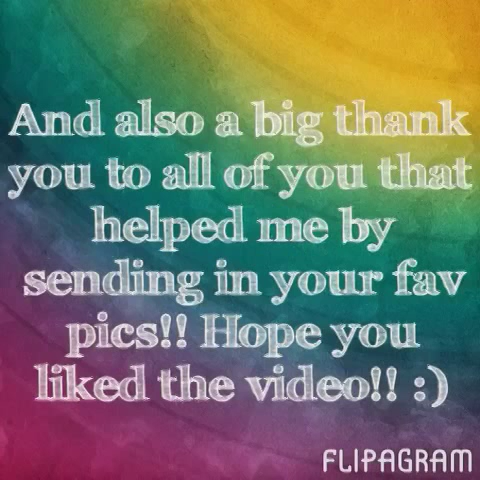 And also a big thank
you to all of you that
helped me by
sending in your fav
pics!! Hope you
liked the video!! :)
FLIPAGRAM